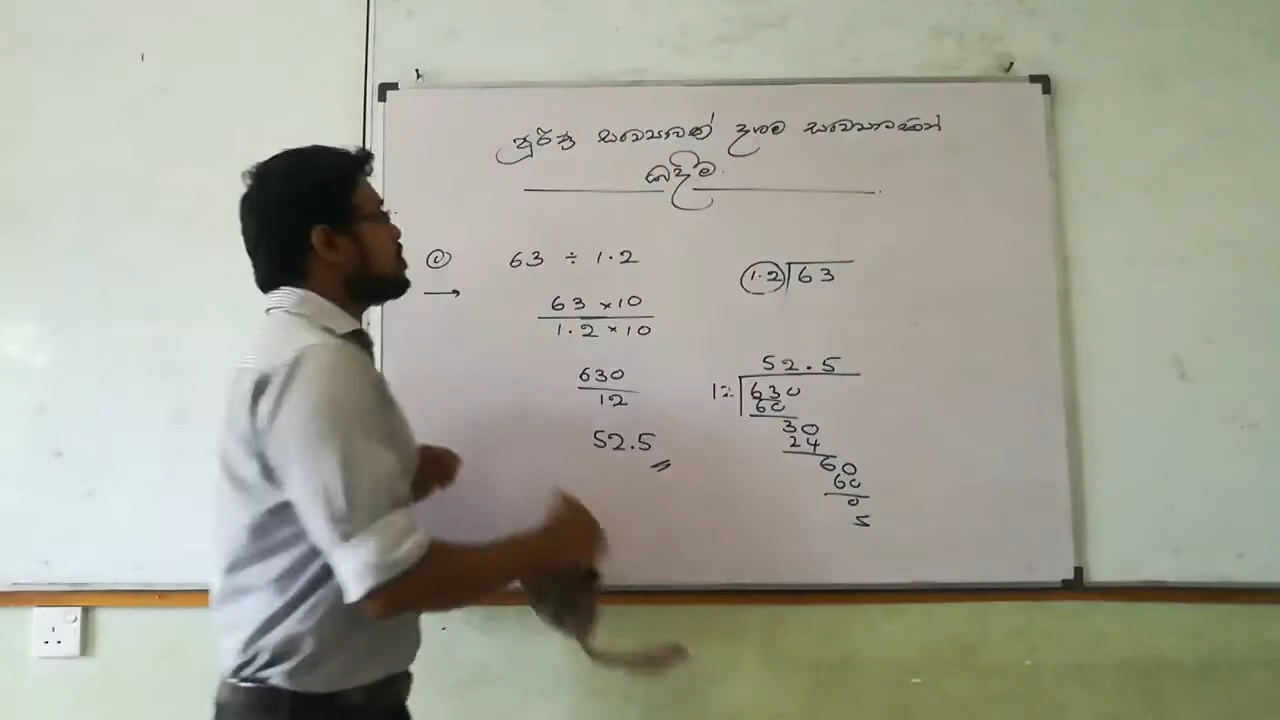 පූර්ණ සංඛ්‍යාවක් දශම සංඛ්‍යාවකින්
බෙදීම.
①
→
63 ÷ 1.2
63 × 10
1.2 × 10
630
12
52.5
1.2 63
52.5
12 630
60
30
24
60
60
0